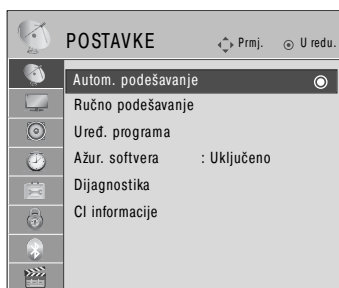 POSTAVKE Prmj. U redu.
Autom. podešavanje
Ručno podešavanje
Uređ. programa
Ažur. softvera : Uključeno
Dijagnostika
CI informacije